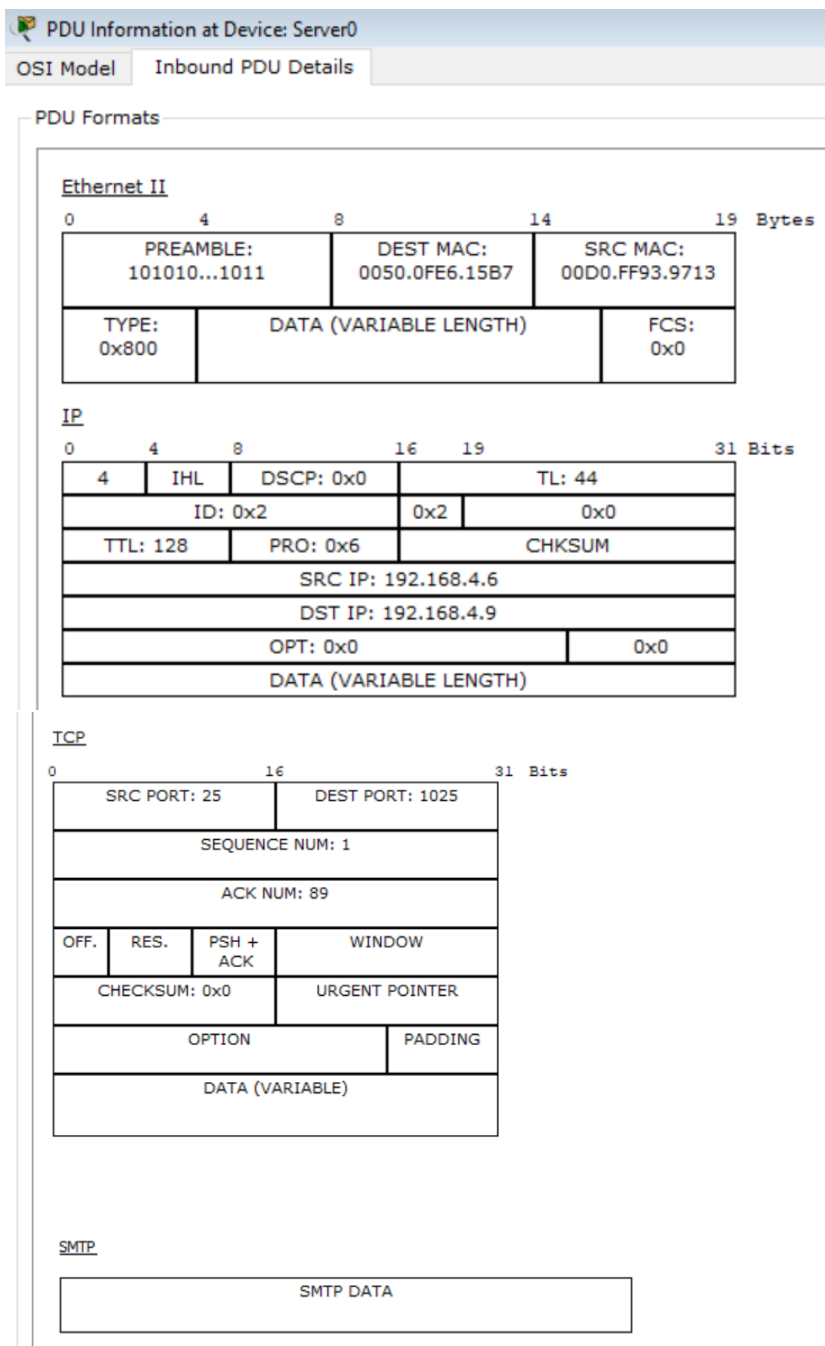 PDU Information at Device: Server0
OSI Model Inbound PDU Details
PDU Formats
Ethernet II
0 4 8 14 19 Bytes
PREAMBLE: DEST MAC: SRC MAC:
101010...1011 0050.0FE6.15B7 00D0.FF93.9713
TYPE: DATA (VARIABLE LENGTH) FCS:
0x800 0x0
IP
0 4 8 16 19 31 Bits
4 IHL DSCP: 0x0 TL: 44
ID: 0x2 0x2 0x0
TTL: 128 PRO: 0x6 CHKSUM
SRC IP: 192.168.4.6
DST IP: 192.168.4.9
OPT: 0x0 0x0
DATA (VARIABLE LENGTH)
TCP
0 16 31 Bits
SRC PORT: 25 DEST PORT: 1025
SEQUENCE NUM: 1
ACK NUM: 89
OFF. RES. PSH + WINDOW
ACK
CHECKSUM: 0x0 URGENT POINTER
OPTION PADDING
DATA (VARIABLE)
SMTP
SMTP DATA